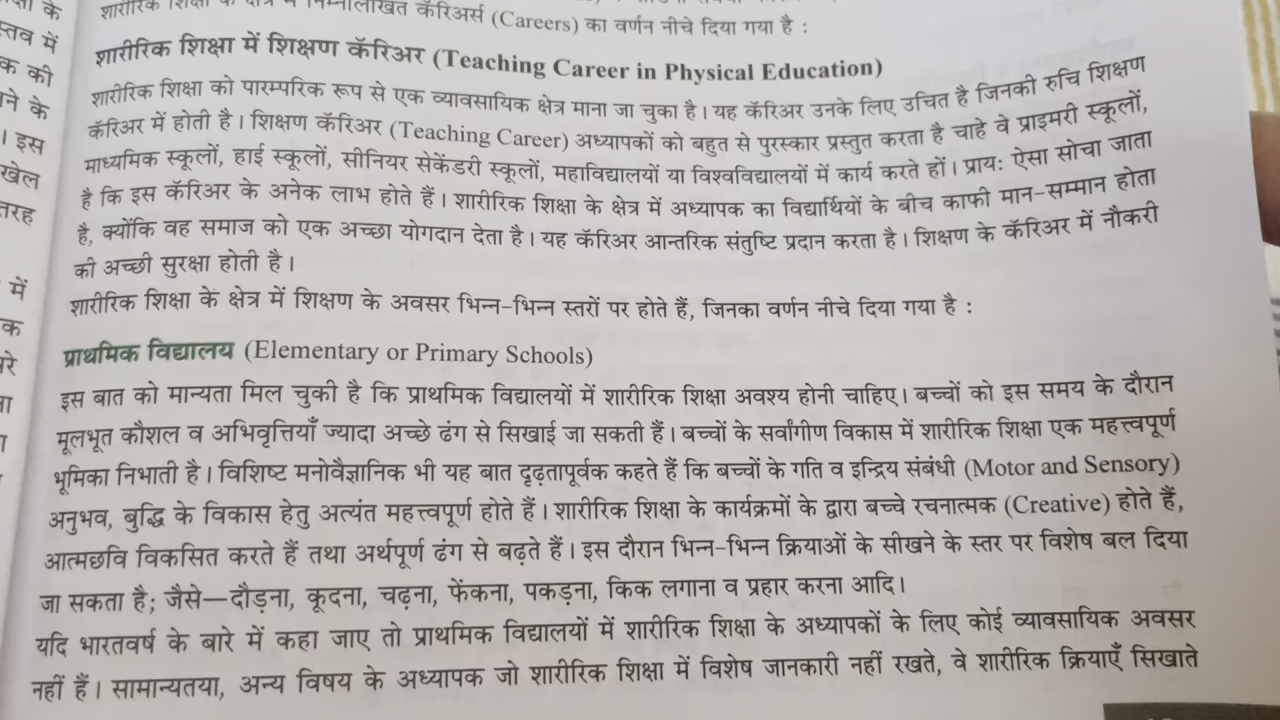 शारीरिक शिक्षा के क्षेत्र में निम्नलिखित कॅरिअर्स (Careers) का वर्णन नीचे दिया गया है :
शारीरिक शिक्षा में शिक्षण कॅरिअर (Teaching Career in Physical Education)
शारीरिक शिक्षा को पारम्परिक रूप से एक व्यावसायिक क्षेत्र माना जा चुका है। यह कॅरिअर उनके लिए उचित है जिनकी रुचि शिक्षण
कॅरिअर में होती है। शिक्षण कॅरिअर (Teaching Career) अध्यापकों को बहुत से पुरस्कार प्रस्तुत करता है चाहे वे प्राइमरी स्कूलों,
माध्यमिक स्कूलों, हाई स्कूलों, सीनियर सेकेंडरी स्कूलों, महाविद्यालयों या विश्वविद्यालयों में कार्य करते हों। प्राय: ऐसा सोचा जाता
है कि इस कॅरिअर के अनेक लाभ होते हैं। शारीरिक शिक्षा के क्षेत्र में अध्यापक का विद्यार्थियों के बीच काफी मान-सम्मान होता
है, क्योंकि वह समाज को एक अच्छा योगदान देता है। यह कॅरिअर आन्तरिक संतुष्टि प्रदान करता है। शिक्षण के कॅरिअर में नौकरी
की अच्छी सुरक्षा होती है।
शारीरिक शिक्षा के क्षेत्र में शिक्षण के अवसर भिन्न-भिन्न स्तरों पर होते हैं, जिनका वर्णन नीचे दिया गया है :
प्राथमिक विद्यालय (Elementary or Primary Schools)
इस बात को मान्यता मिल चुकी है कि प्राथमिक विद्यालयों में शारीरिक शिक्षा अवश्य होनी चाहिए। बच्चों को इस समय के दौरान
मूलभूत कौशल व अभिवृत्तियाँ ज्यादा अच्छे ढंग से सिखाई जा सकती हैं। बच्चों के सर्वांगीण विकास में शारीरिक शिक्षा एक महत्त्वपूर्ण
भूमिका निभाती है। विशिष्ट मनोवैज्ञानिक भी यह बात दृढ़तापूर्वक कहते हैं कि बच्चों के गति व इन्द्रिय संबंधी (Motor and Sensory)
अनुभव, बुद्धि के विकास हेतु अत्यंत महत्त्वपूर्ण होते हैं। शारीरिक शिक्षा के कार्यक्रमों के द्वारा बच्चे रचनात्मक (Creative) होते हैं,
आत्मछवि विकसित करते हैं तथा अर्थपूर्ण ढंग से बढ़ते हैं। इस दौरान भिन्न-भिन्न क्रियाओं के सीखने के स्तर पर विशेष बल दिया
जा सकता है; जैसे—दौड़ना, कूदना, चढ़ना, फेंकना, पकड़ना, किक लगाना व प्रहार करना आदि।
यदि भारतवर्ष के बारे में कहा जाए तो प्राथमिक विद्यालयों में शारीरिक शिक्षा के अध्यापकों के लिए कोई व्यावसायिक अवसर
नहीं हैं। सामान्यतया, अन्य विषय के अध्यापक जो शारीरिक शिक्षा में विशेष जानकारी नहीं रखते, वे शारीरिक क्रियाएँ सिखाते